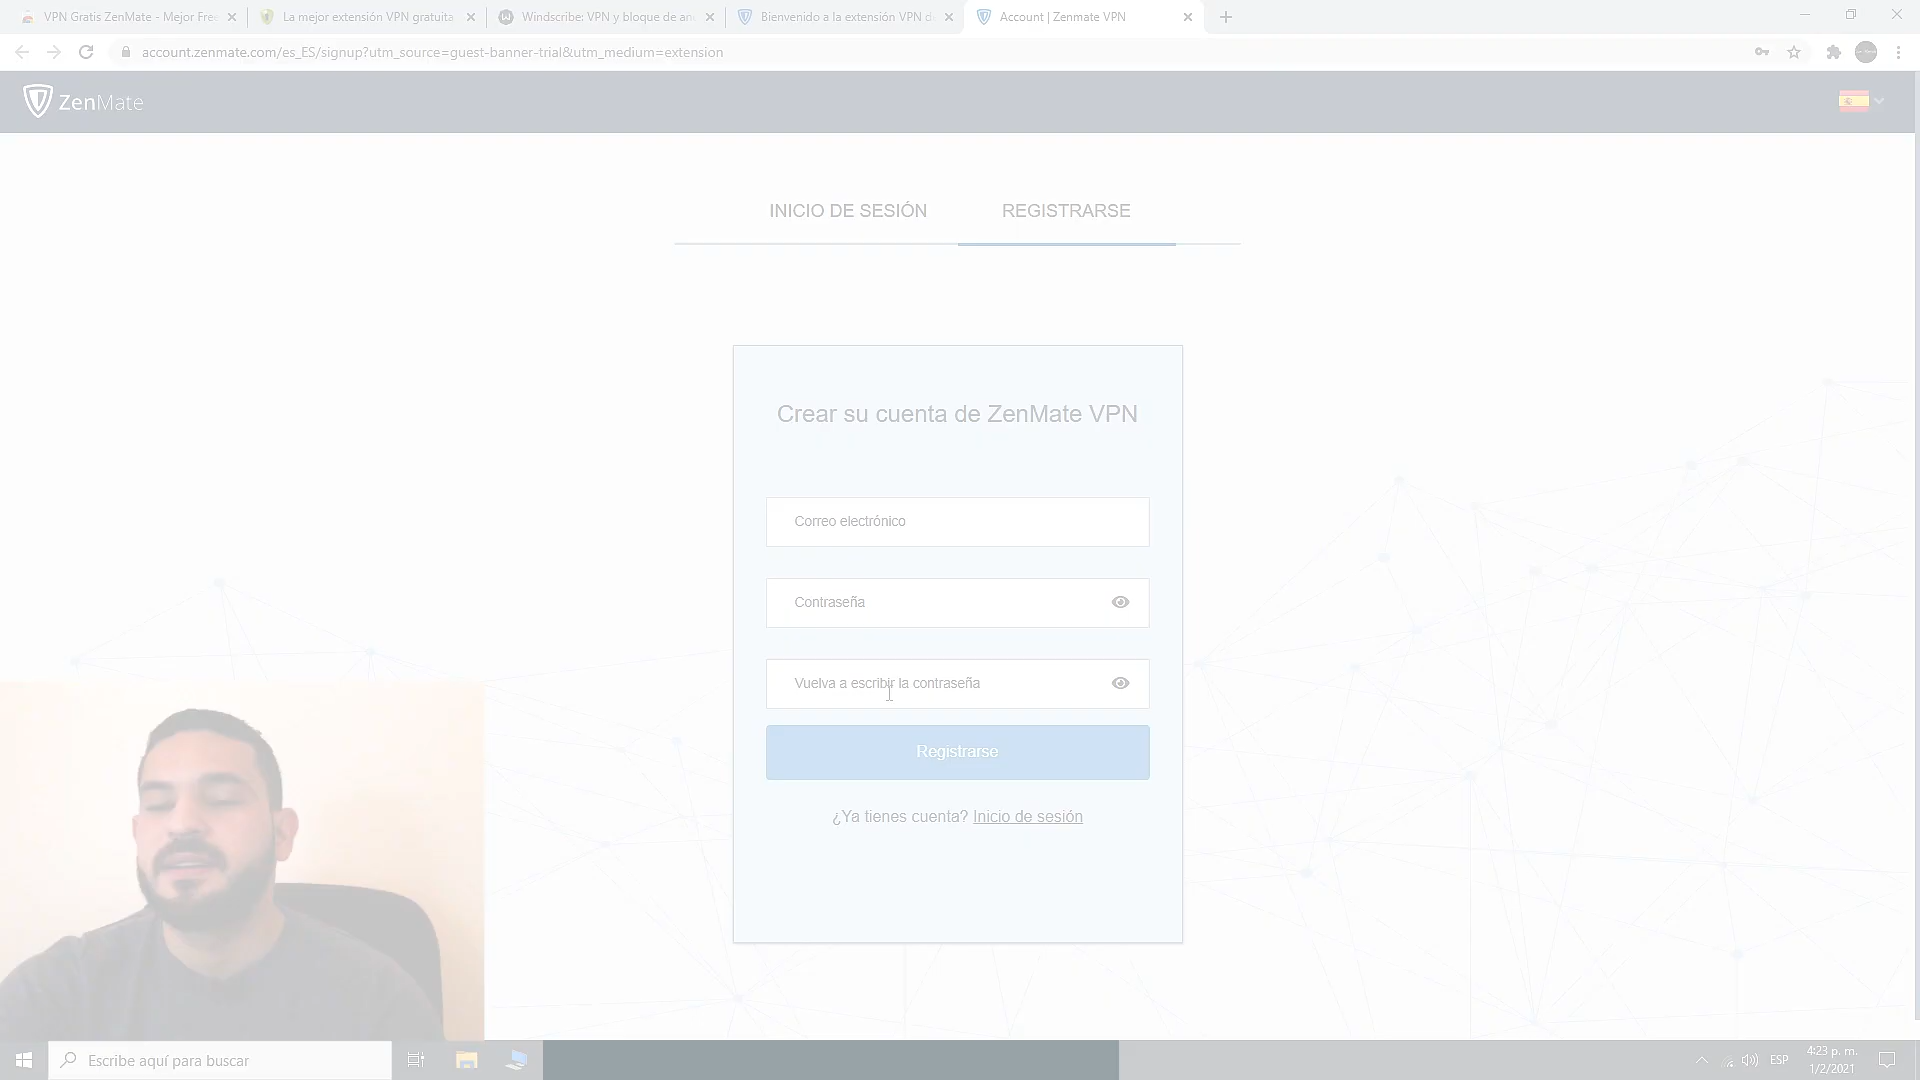 VPN Gratis ZenMate - Mejor Free
La mejor extensión VPN gratuita
Windscribe: VPN y bloque de an
Bienvenido a la extensión VPN d
Account | Zenmate VPN
account.zenmate.com/es_ES/signup?utm_source=guest-banner-trial&utm_medium=extension
ZenMate
INICIO DE SESIÓN
REGISTRARSE
Crear su cuenta de ZenMate VPN
Correo electrónico
Contraseña
Vuelva a escribir la contraseña
Registrarse
¿Ya tienes cuenta? Inicio de sesión
Escribe aquí para buscar
ESP
4:23 p. m.
1/2/2021